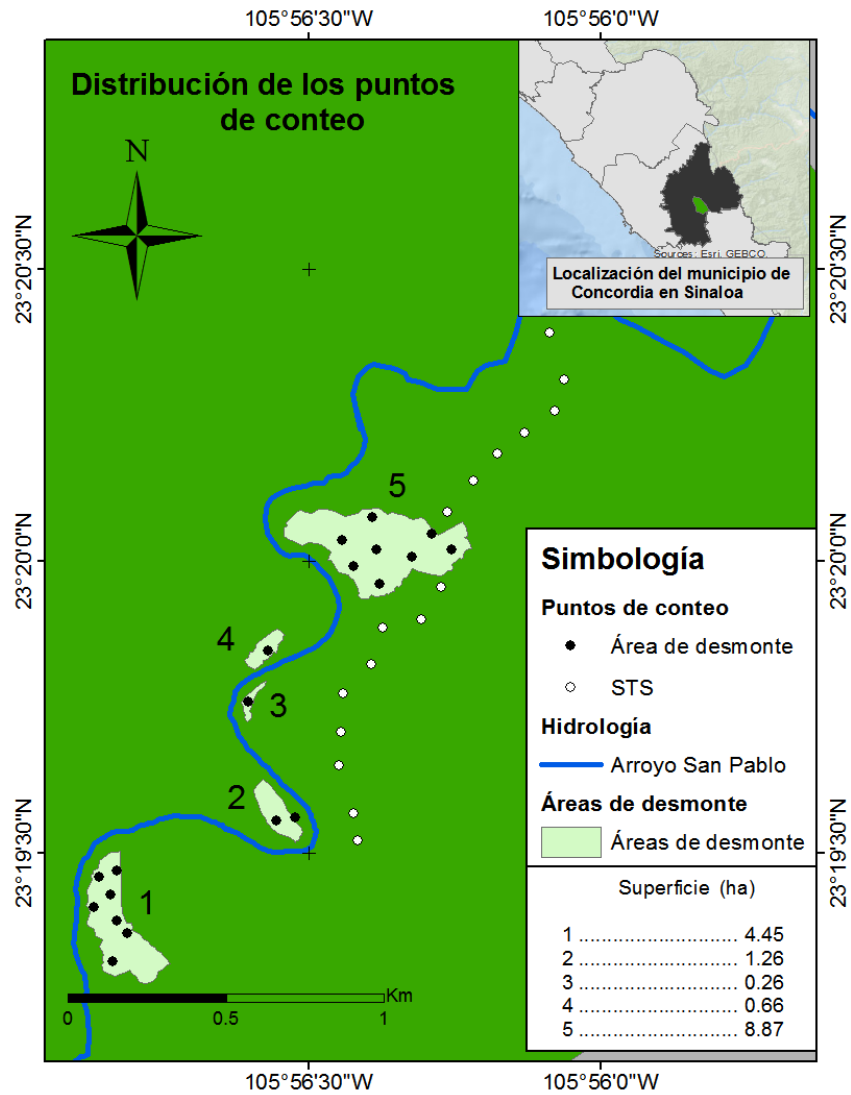 105°56'30"W
105°56'0"W
Distribución de los puntos
de conteo
N
Sources: Esri, GEBCO,
Localización del municipio de
Concordia en Sinaloa
23°20'30"N
23°20'30"N
5
23°20'0"N
23°20'0"N
4
3
2
1
23°19'30"N
23°19'30"N
Simbología
Puntos de conteo
Área de desmonte
STS
Hidrología
Arroyo San Pablo
Áreas de desmonte
Áreas de desmonte
Superficie (ha)
1 ............................ 4.45
2 ............................ 1.26
3 ............................ 0.26
4 ............................ 0.66
5 ............................ 8.87
Km
0 0.5 1
105°56'30"W
105°56'0"W